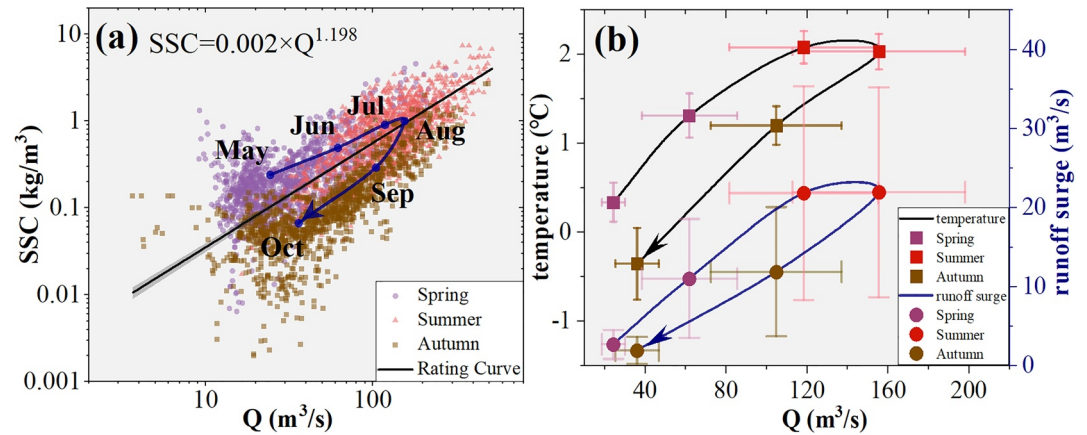 (a)
SSC=0.002×Q^1.198
10
1
0.1
0.01
0.001
SSC (kg/m³)
May
Jun
Jul
Aug
Sep
Oct
Spring
Summer
Autumn
Rating Curve
10
100
Q (m³/s)
(b)
2
1
0
-1
temperature (℃)
40
30
20
10
0
runoff surge (m³/s)
temperature
Spring
Summer
Autumn
runoff surge
Spring
Summer
Autumn
40
80
120
160
200
Q (m³/s)